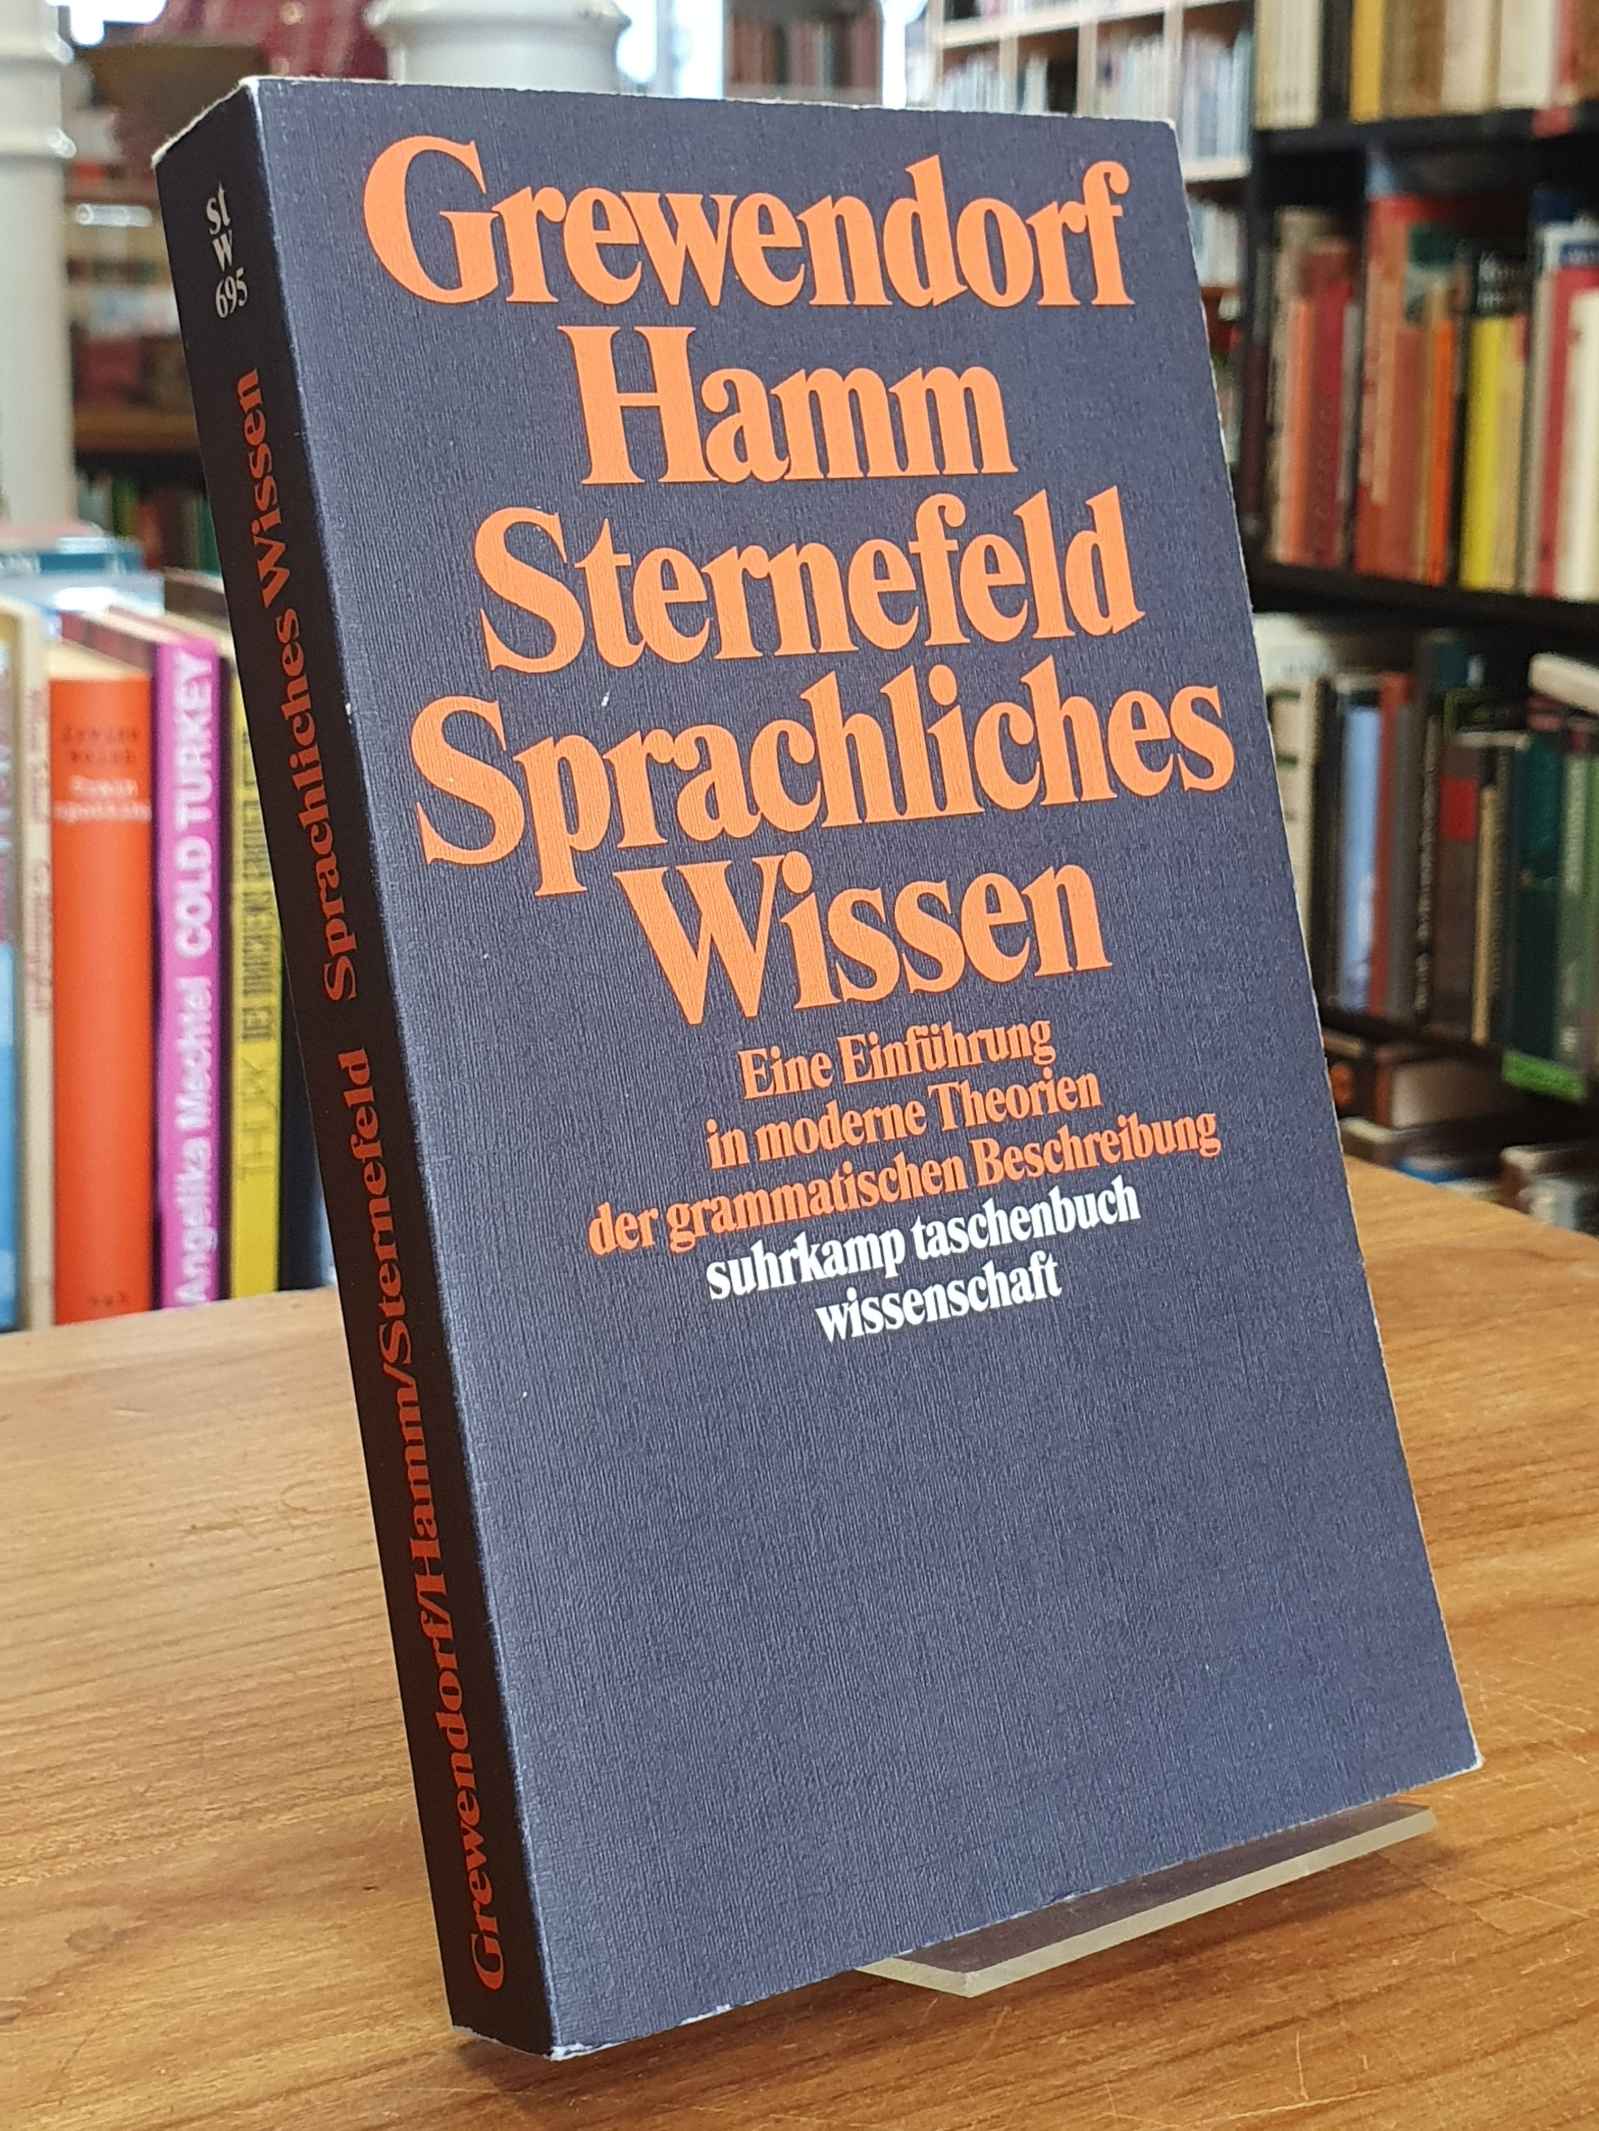 Grewendorf
Hamm
Sternefeld
Sprachliches
Wissen
Eine Einführung
in moderne Theorien
der grammatischen Beschreibung
suhrkamp taschenbuch
wissenschaft
st
w
695
Grewendorf/Hamm/Sternefeld Sprachliches Wissen
Angelika Mechtel COLD TURKEY